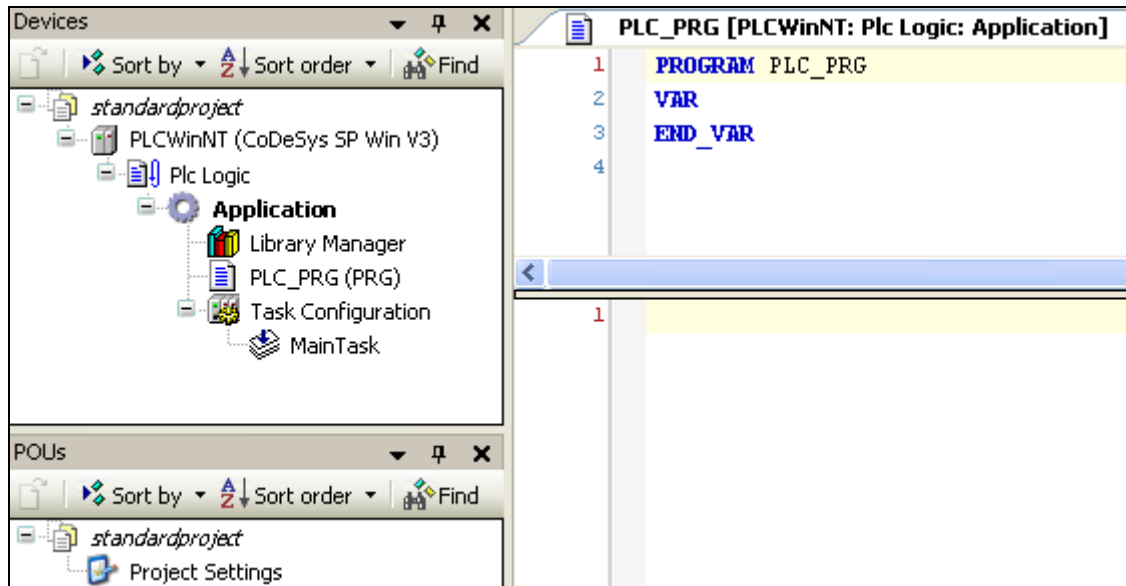 Devices
Sort by Sort order Find
standardproject
PLCWinNT (CoDeSys SP Win V3)
Plc Logic
Application
Library Manager
PLC_PRG (PRG)
Task Configuration
MainTask
POUs
Sort by Sort order Find
standardproject
Project Settings
PLC_PRG [PLCWinNT: Plc Logic: Application]
1 PROGRAM PLC_PRG
2 VAR
3 END_VAR
4
1